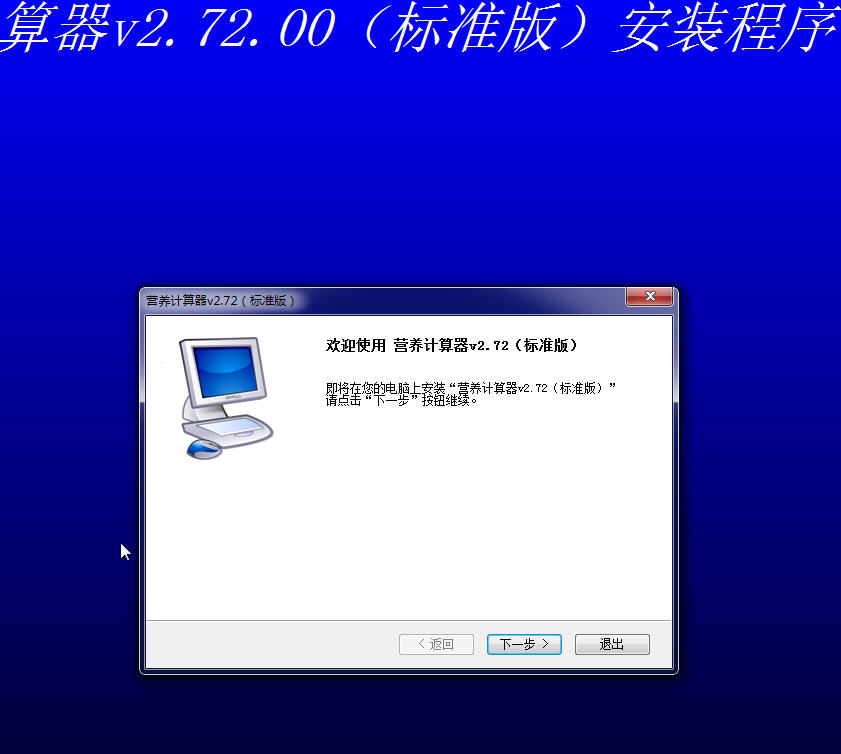 算器v2.72.00（标准版）安装程序
营养计算器v2.72（标准版）
欢迎使用 营养计算器v2.72（标准版）
即将在您的电脑上安装“营养计算器v2.72（标准版）”
请点击“下一步”按钮继续。
< 返回
下一步 >
退出